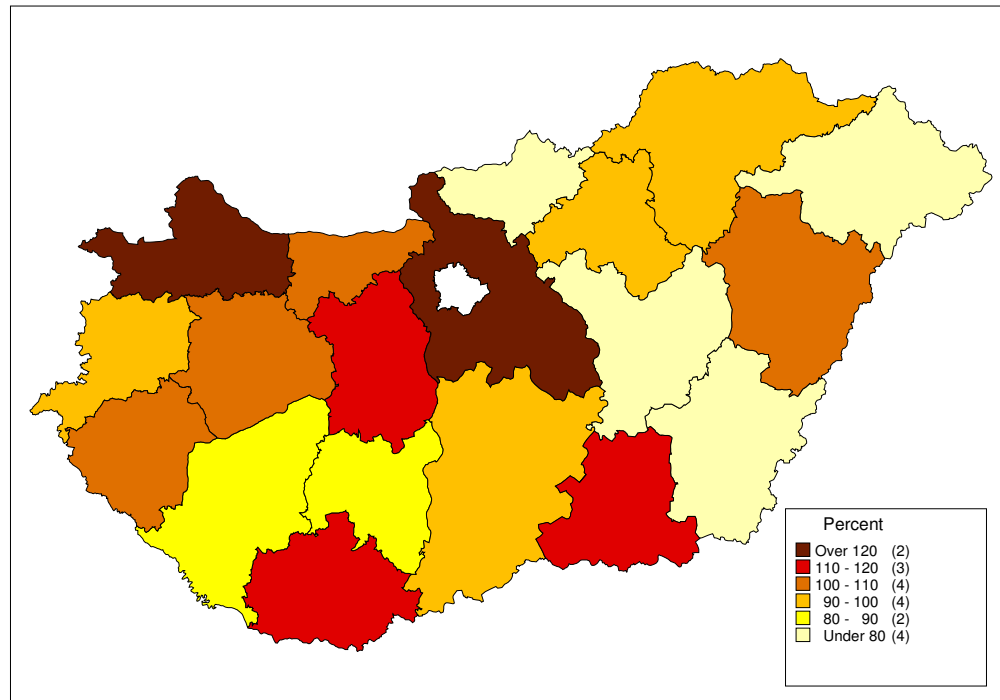 Percent
Over 120 (2)
110 - 120 (3)
100 - 110 (4)
90 - 100 (4)
80 - 90 (2)
Under 80 (4)